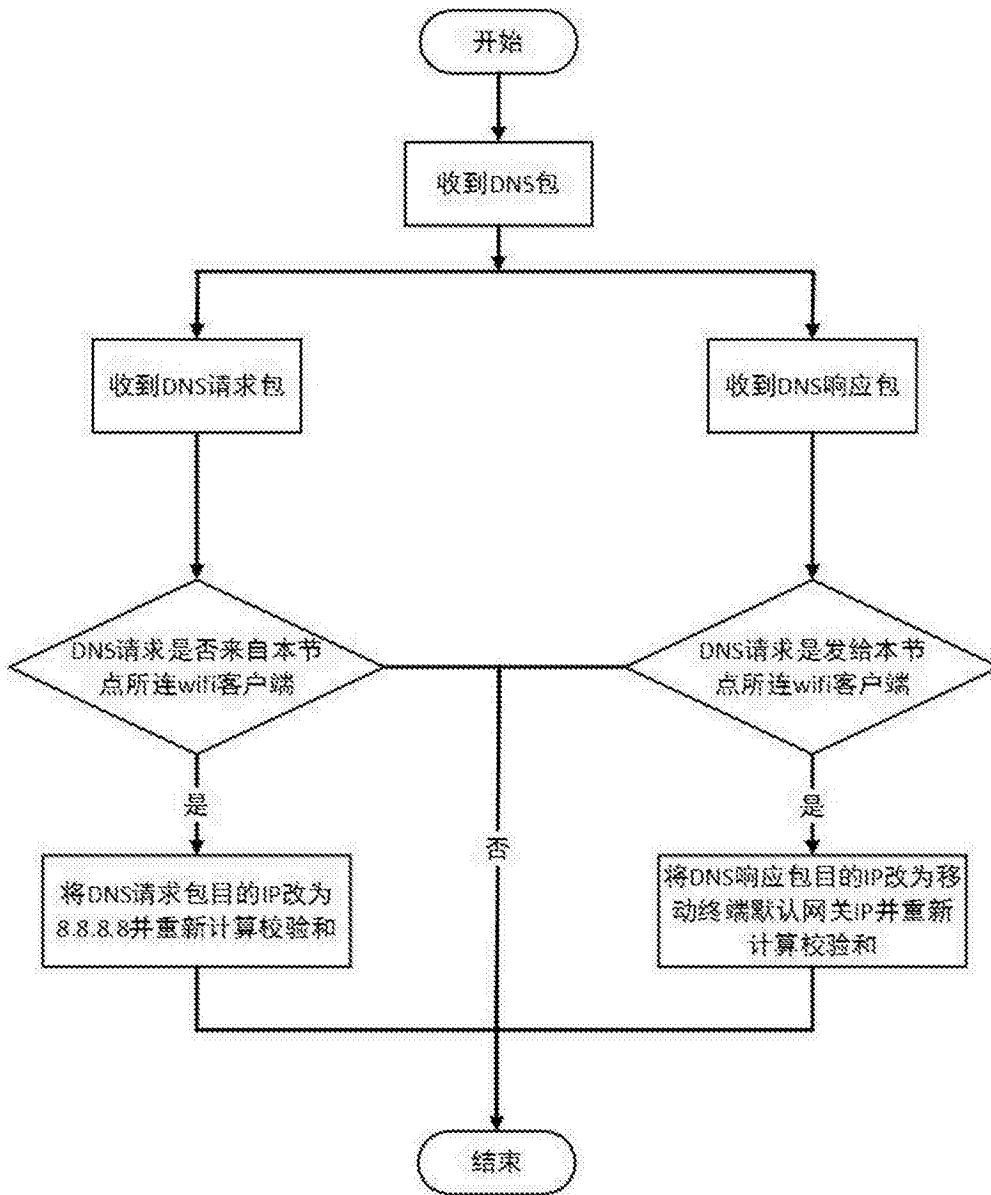 开始
收到DNS包
收到DNS请求包
收到DNS响应包
DNS请求是否来自本节
点所连wifi客户端
DNS请求是发给本节
点所连wifi客户端
是
是
否
将DNS请求包目的IP改为
8.8.8.8并重新计算校验和
将DNS响应包目的IP改为移
动终端默认网关IP并重新
计算校验和
结束